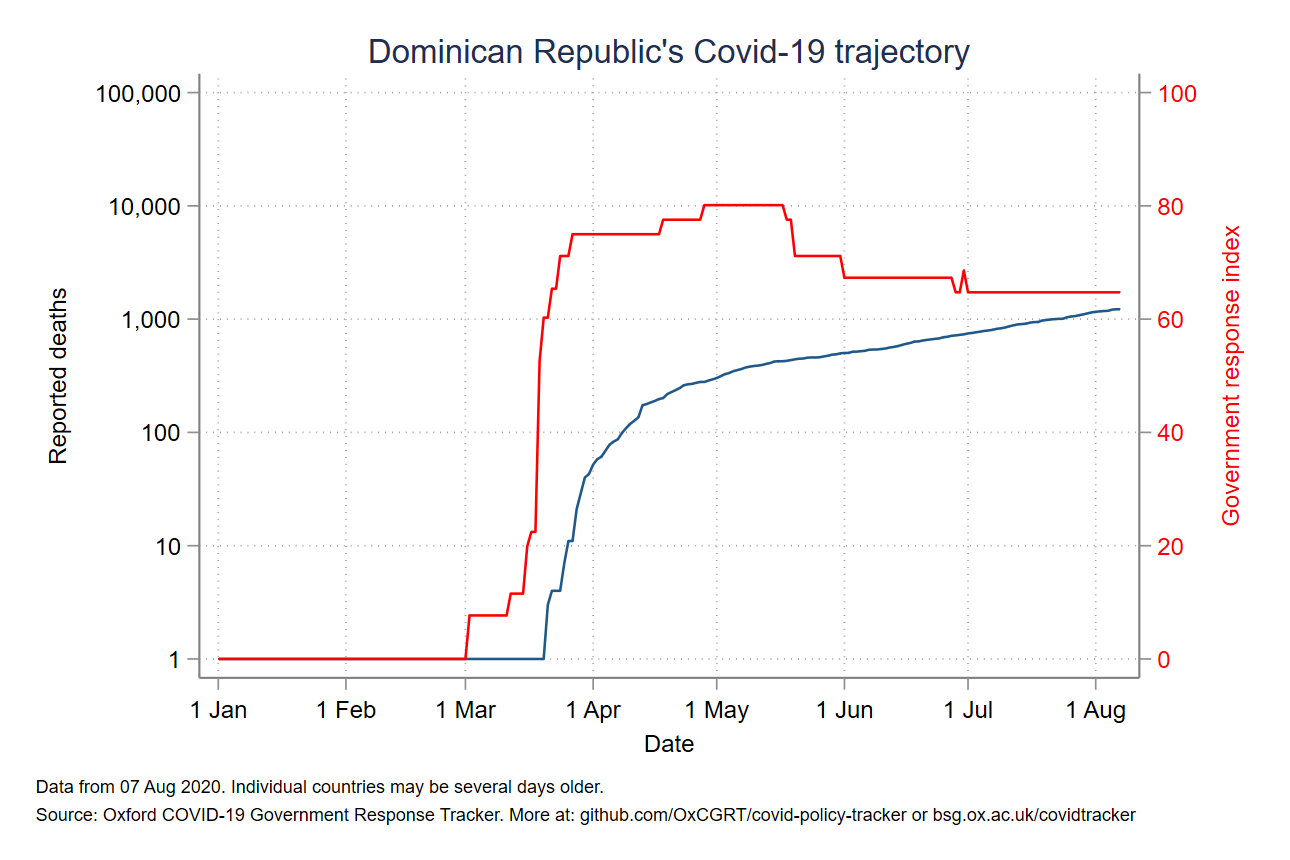 Dominican Republic's Covid-19 trajectory
100,000
10,000
1,000
100
10
1
Reported deaths
100
80
60
40
20
0
Government response index
1 Jan
1 Feb
1 Mar
1 Apr
1 May
1 Jun
1 Jul
1 Aug
Date
Data from 07 Aug 2020. Individual countries may be several days older.
Source: Oxford COVID-19 Government Response Tracker. More at: github.com/OxCGRT/covid-policy-tracker or bsg.ox.ac.uk/covidtracker